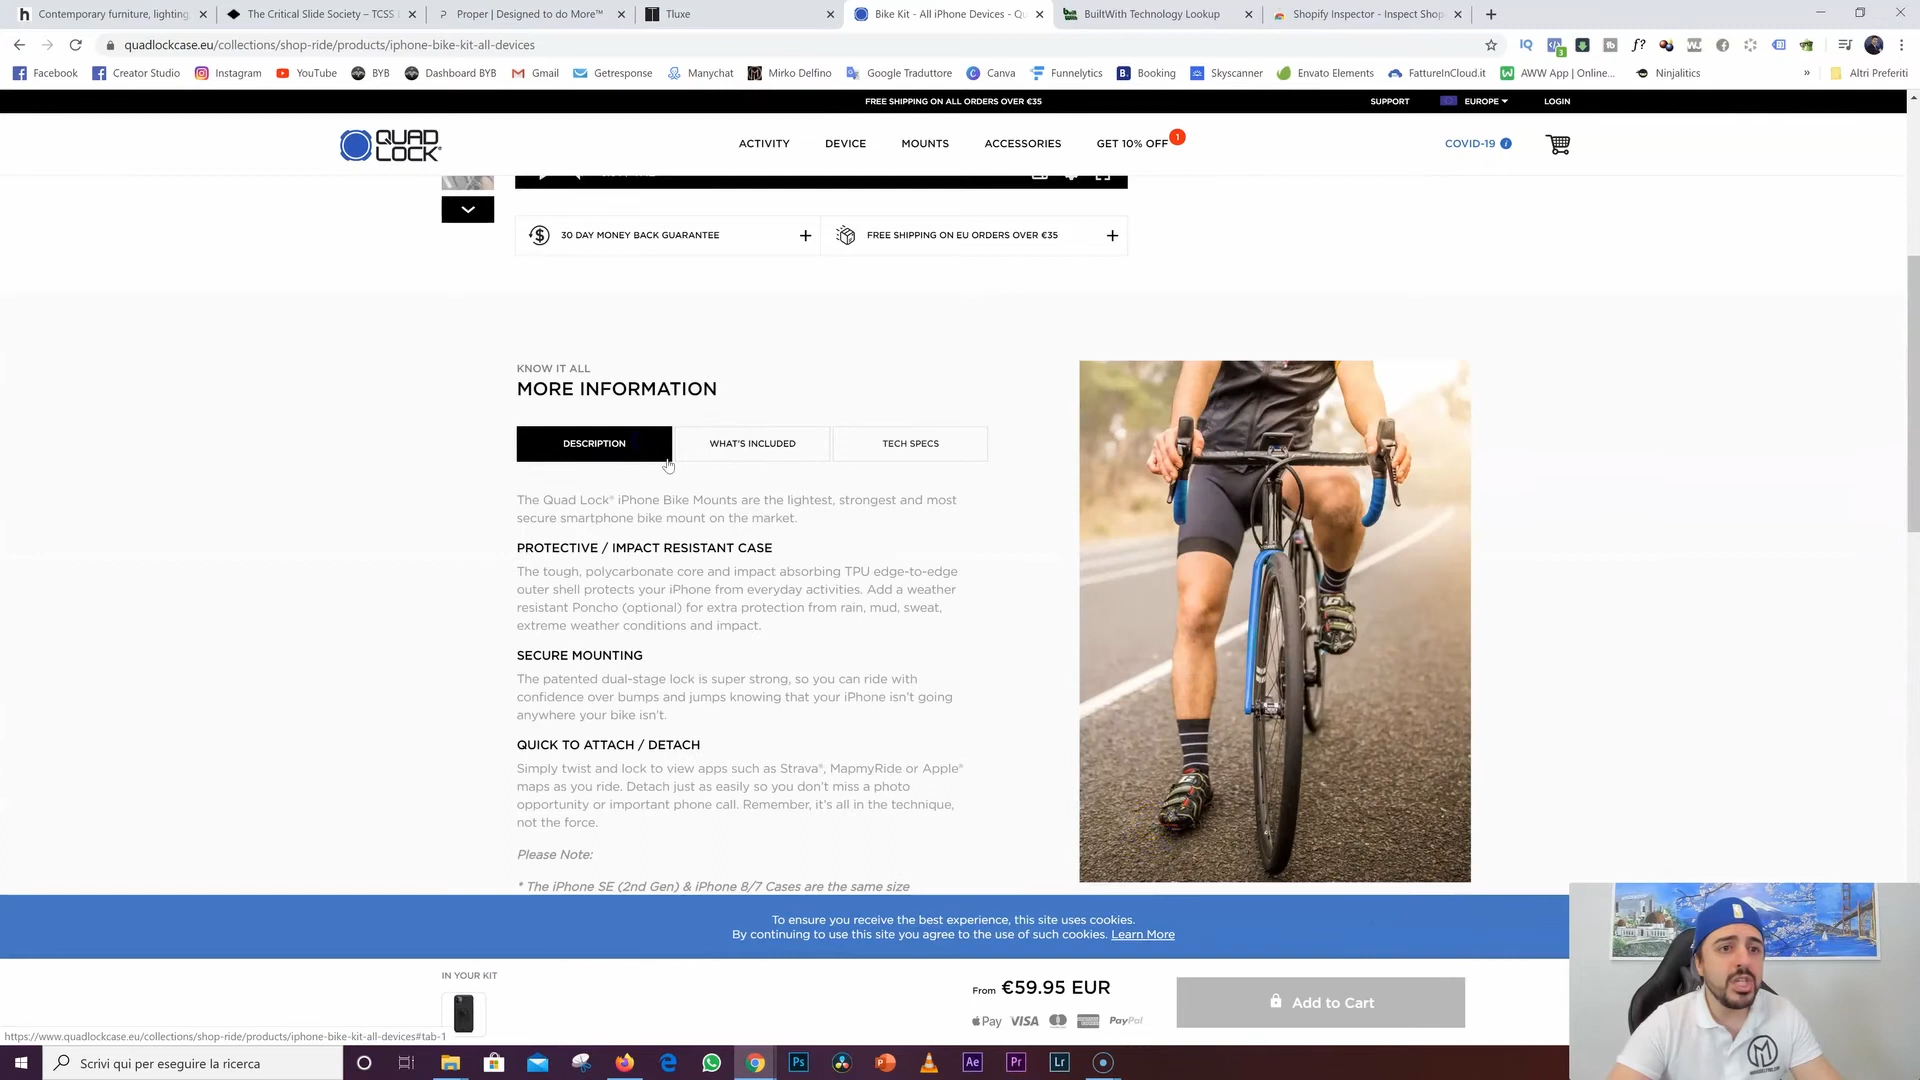 Contemporary furniture, lighting,
The Critical Slide Society – TCSS
Proper | Designed to do More™
Tluxe
Bike Kit - All iPhone Devices - Qu
BuiltWith Technology Lookup
Shopify Inspector - Inspect Shop
quadlockcase.eu/collections/shop-ride/products/iphone-bike-kit-all-devices
Facebook
Creator Studio
Instagram
YouTube
BYB
Dashboard BYB
Gmail
Getresponse
Manychat
Mirko Delfino
Google Traduttore
Canva
Funnelytics
Booking
Skyscanner
Envato Elements
FattureInCloud.it
AWW App | Online...
Ninjalitics
»
Altri Preferiti
FREE SHIPPING ON ALL ORDERS OVER €35
SUPPORT
EUROPE
LOGIN
QUAD LOCK®
ACTIVITY
DEVICE
MOUNTS
ACCESSORIES
GET 10% OFF
1
COVID-19
30 DAY MONEY BACK GUARANTEE
+
FREE SHIPPING ON EU ORDERS OVER €35
+
KNOW IT ALL
MORE INFORMATION
DESCRIPTION
WHAT'S INCLUDED
TECH SPECS
The Quad Lock® iPhone Bike Mounts are the lightest, strongest and most
secure smartphone bike mount on the market.
PROTECTIVE / IMPACT RESISTANT CASE
The tough, polycarbonate core and impact absorbing TPU edge-to-edge
outer shell protects your iPhone from everyday activities. Add a weather
resistant Poncho (optional) for extra protection from rain, mud, sweat,
extreme weather conditions and impact.
SECURE MOUNTING
The patented dual-stage lock is super strong, so you can ride with
confidence over bumps and jumps knowing that your iPhone isn't going
anywhere your bike isn't.
QUICK TO ATTACH / DETACH
Simply twist and lock to view apps such as Strava®, MapmyRide or Apple®
maps as you ride. Detach just as easily so you don't miss a photo
opportunity or important phone call. Remember, it's all in the technique,
not the force.
Please Note:
* The iPhone SE (2nd Gen) & iPhone 8/7 Cases are the same size
To ensure you receive the best experience, this site uses cookies.
By continuing to use this site you agree to the use of such cookies. Learn More
IN YOUR KIT
From €59.95 EUR
Add to Cart
Pay VISA PayPal
https://www.quadlockcase.eu/collections/shop-ride/products/iphone-bike-kit-all-devices#tab-1
Scrivi qui per eseguire la ricerca
Ps
Ae
Pr
Lr